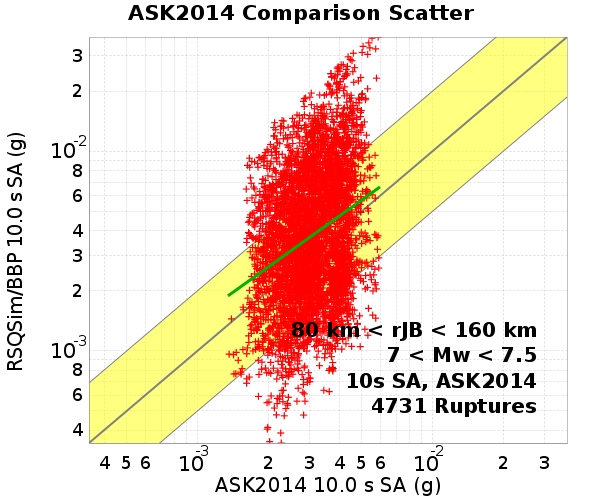 ASK2014 Comparison Scatter
RSQSim/BBP 10.0 s SA (g)
3
2
10-2
8
6
4
3
2
10-3
8
6
4
80 km < rJB < 160 km
7 < Mw < 7.5
10s SA, ASK2014
4731 Ruptures
4 5 6 10-3 2 3 4 5 6 10-2 2 3
ASK2014 10.0 s SA (g)